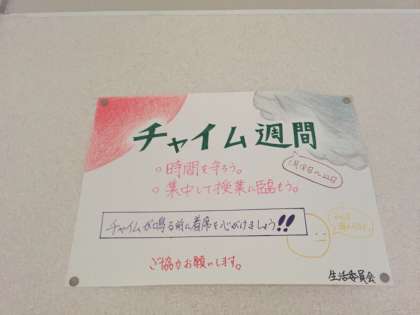 チャイム週間
○時間を守ろう。
○集中して授業に臨もう。
チャイムが鳴る前に着席を心がけましょう!!
ご協力お願いします。
生活委員会